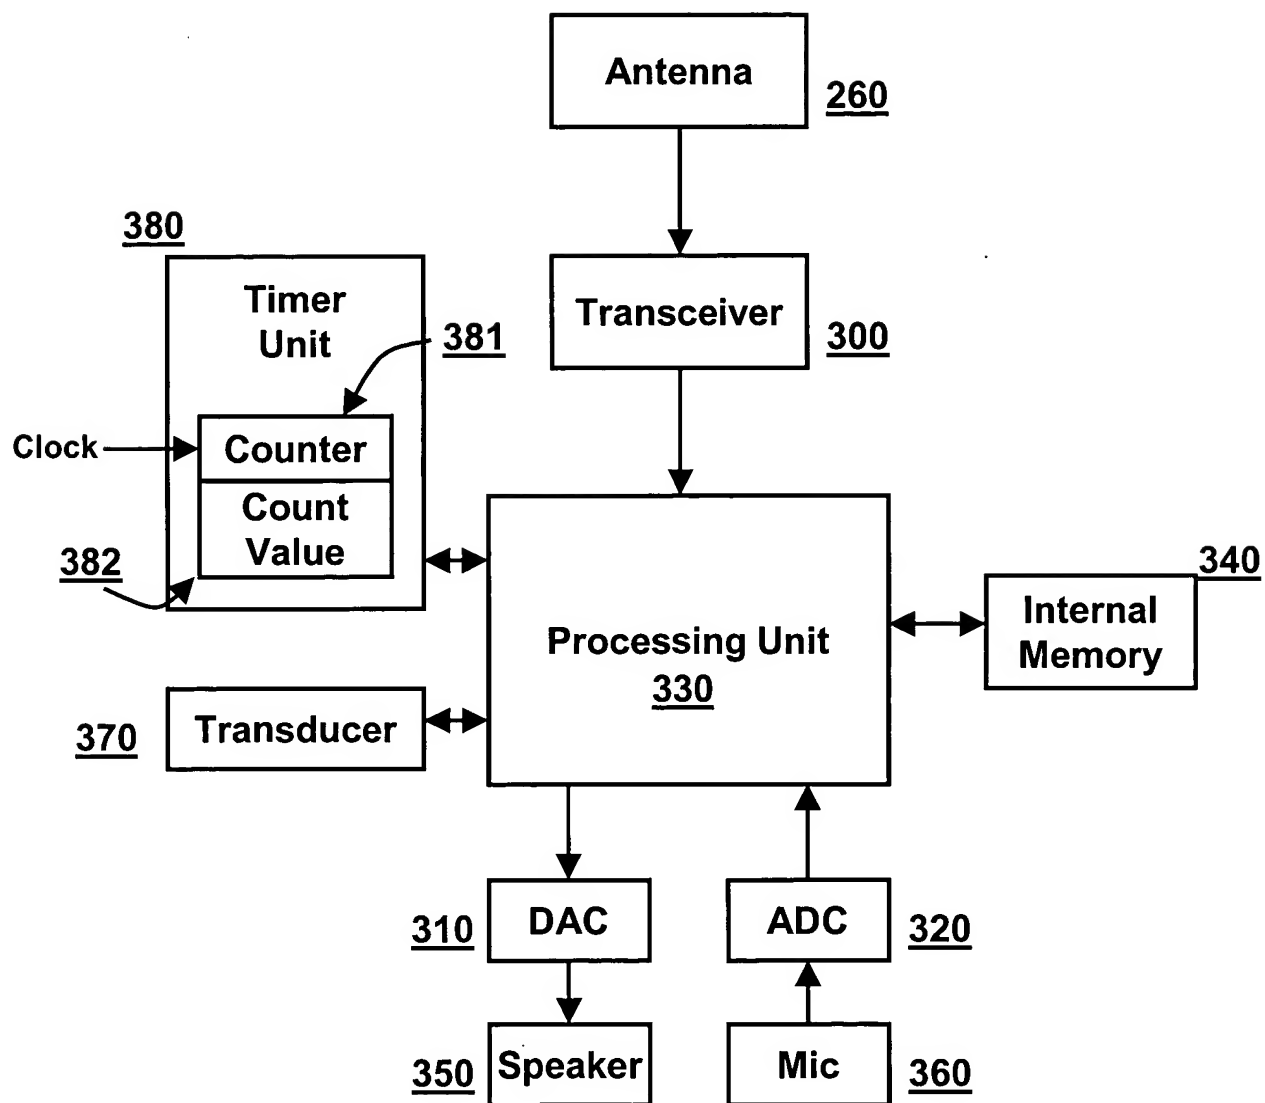 Antenna
260
380
Timer
Unit
381
Transceiver
300
Clock
Counter
Count
Value
382
340
Internal
Memory
Processing Unit
330
370
Transducer
310
DAC
ADC
320
350
Speaker
Mic
360